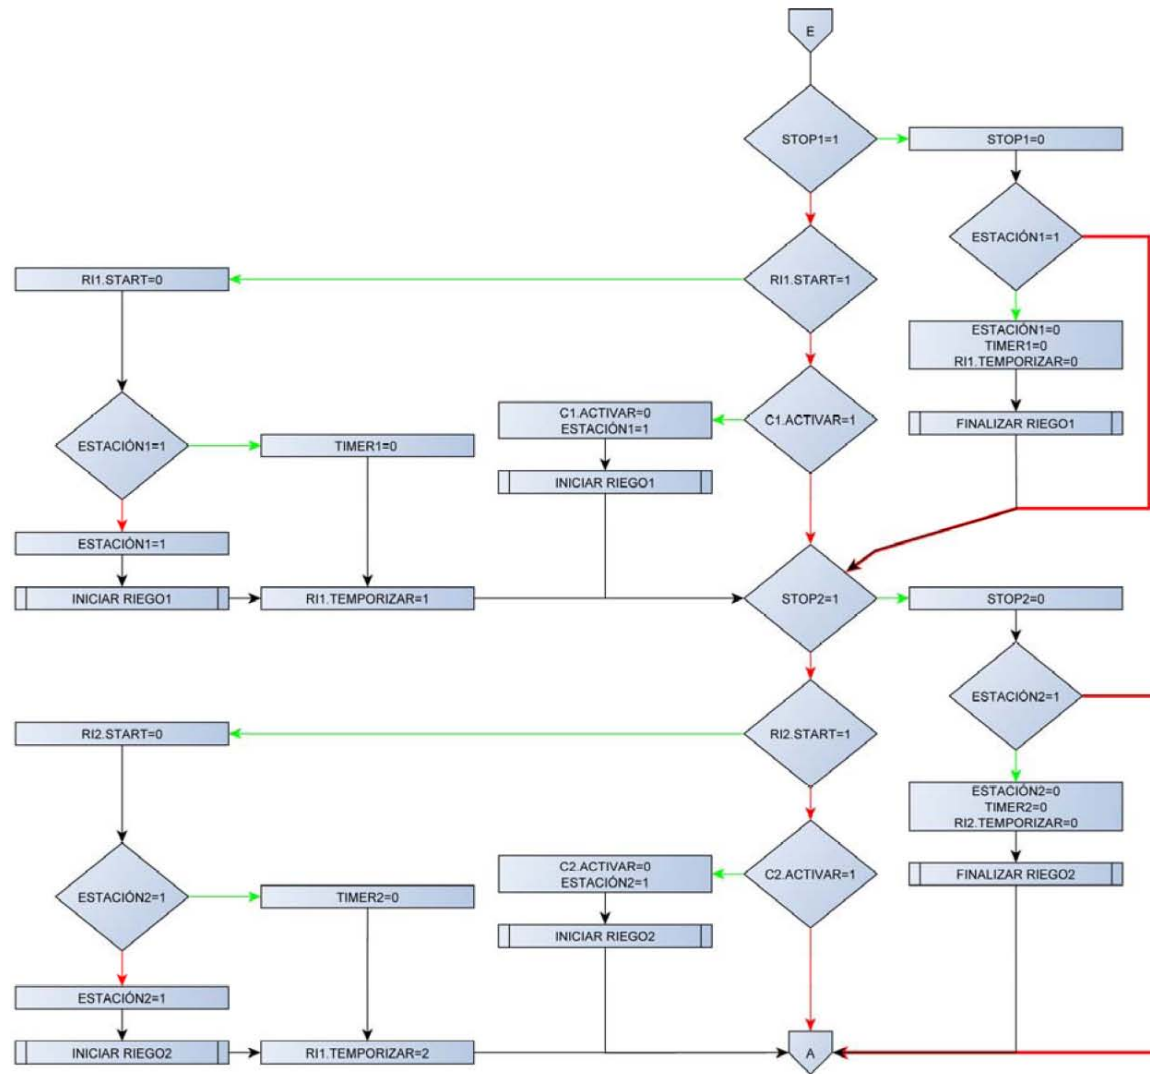 E
STOP1=1
STOP1=0
ESTACIÓN1=1
RI1.START=0
RI1.START=1
ESTACIÓN1=0
TIMER1=0
RI1.TEMPORIZAR=0
C1.ACTIVAR=0
ESTACIÓN1=1
C1.ACTIVAR=1
FINALIZAR RIEGO1
ESTACIÓN1=1
TIMER1=0
INICIAR RIEGO1
ESTACIÓN1=1
INICIAR RIEGO1
RI1.TEMPORIZAR=1
STOP2=1
STOP2=0
ESTACIÓN2=1
RI2.START=0
RI2.START=1
ESTACIÓN2=0
TIMER2=0
RI2.TEMPORIZAR=0
C2.ACTIVAR=0
ESTACIÓN2=1
C2.ACTIVAR=1
FINALIZAR RIEGO2
ESTACIÓN2=1
TIMER2=0
INICIAR RIEGO2
ESTACIÓN2=1
INICIAR RIEGO2
RI1.TEMPORIZAR=2
A